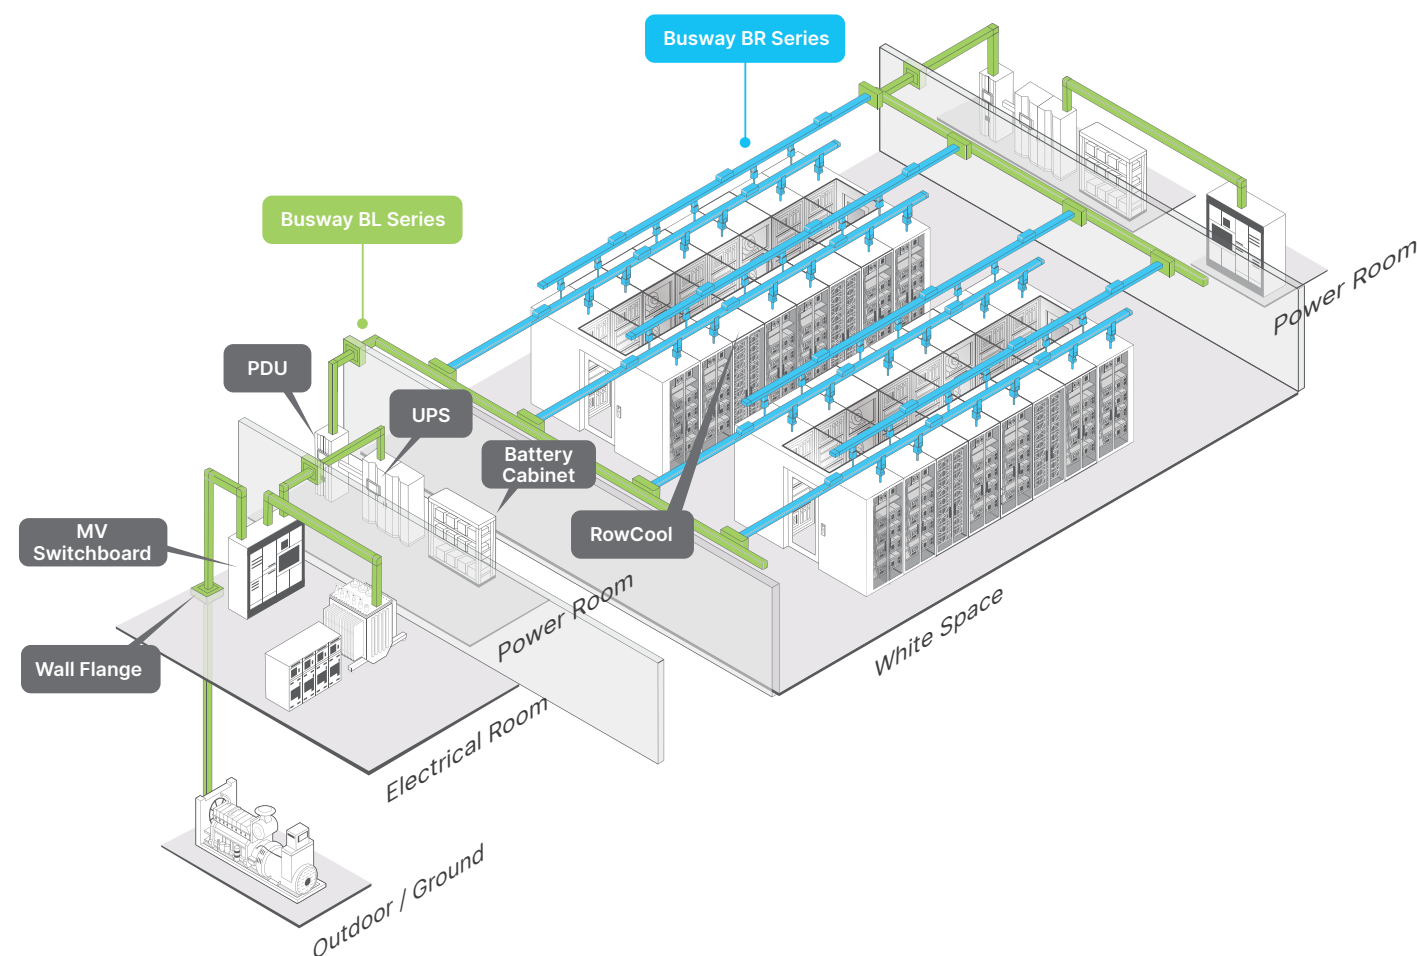 Busway BR Series
Busway BL Series
PDU
UPS
Battery
Cabinet
MV
Switchboard
RowCool
Wall Flange
Power Room
Power Room
White Space
Electrical Room
Outdoor / Ground